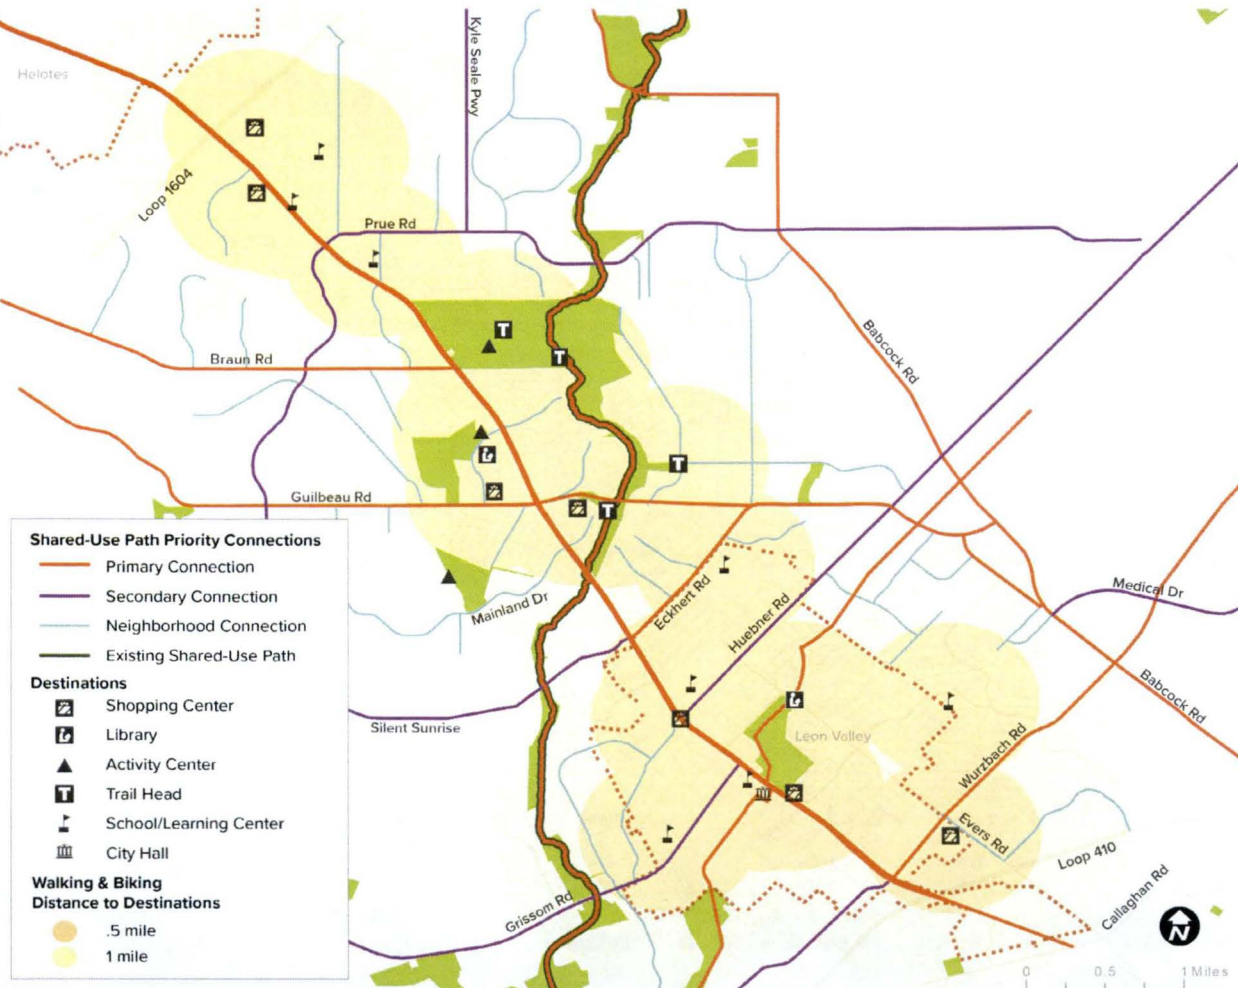 Helotes
Kyle Seale Pwy
Loop 1604
Prue Rd
Braun Rd
Babcock Rd
Guilbeau Rd
Eckhert Rd
Huebner Rd
Mainland Dr
Medical Dr
Silent Sunrise
Babcock Rd
Leon Valley
Wurzbach Rd
Evers Rd
Loop 410
Callaghan Rd
Grissom Rd
Shared-Use Path Priority Connections
Primary Connection
Secondary Connection
Neighborhood Connection
Existing Shared-Use Path
Destinations
Shopping Center
Library
Activity Center
T Trail Head
School/Learning Center
City Hall
Walking & Biking
Distance to Destinations
.5 mile
1 mile
T
T
T
T
N
0 0.5 1 Miles